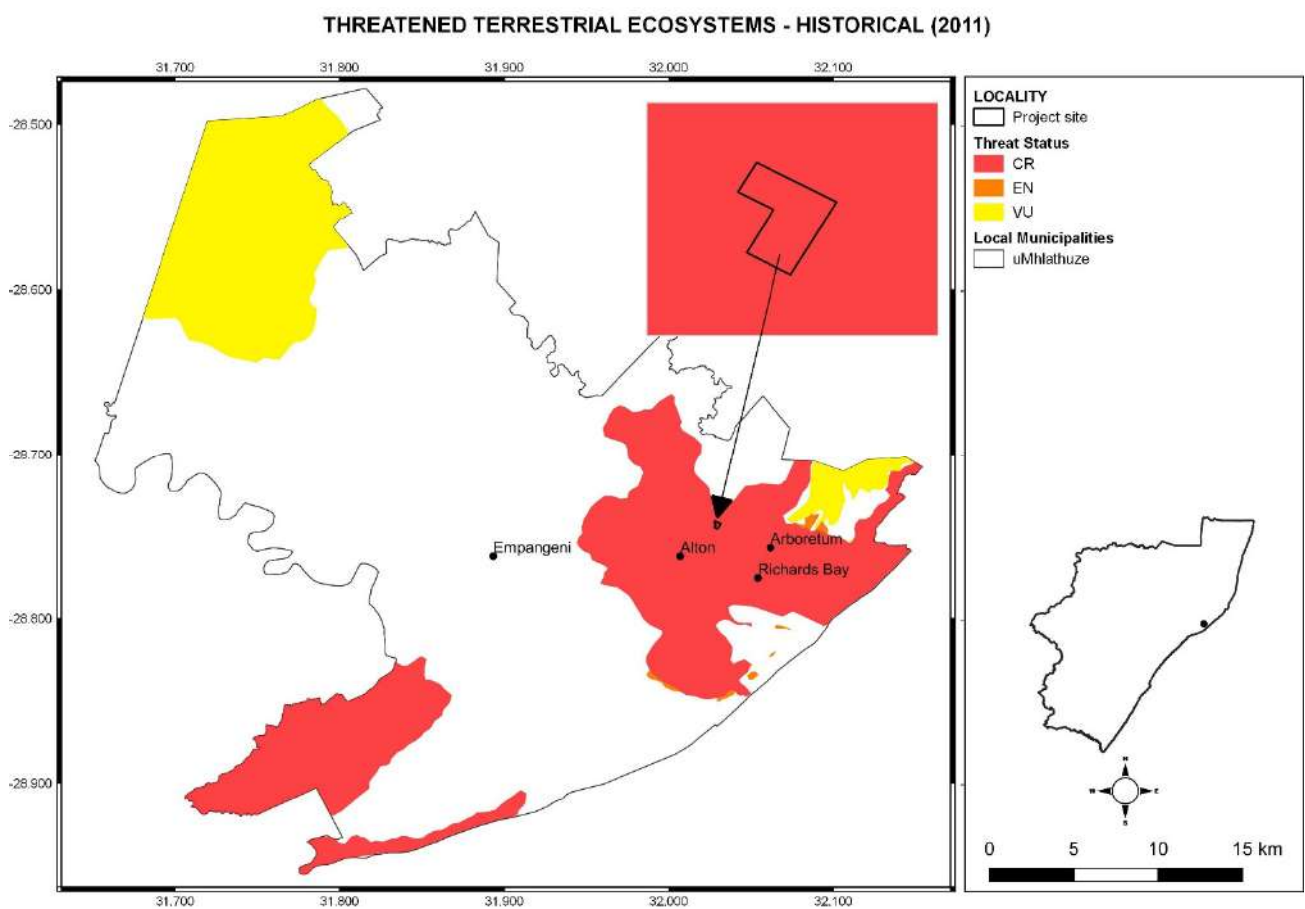 THREATENED TERRESTRIAL ECOSYSTEMS - HISTORICAL (2011)
31.700 31.800 31.900 32.000 32.100
-28.500
-28.600
-28.700
-28.800
-28.900
Empangeni
Alton
Arboretum
Richards Bay
31.700 31.800 31.900 32.000 32.100
LOCALITY
Project site
Threat Status
CR
EN
VU
Local Municipalities
uMhlathuze
N
W E
S
0 5 10 15 km